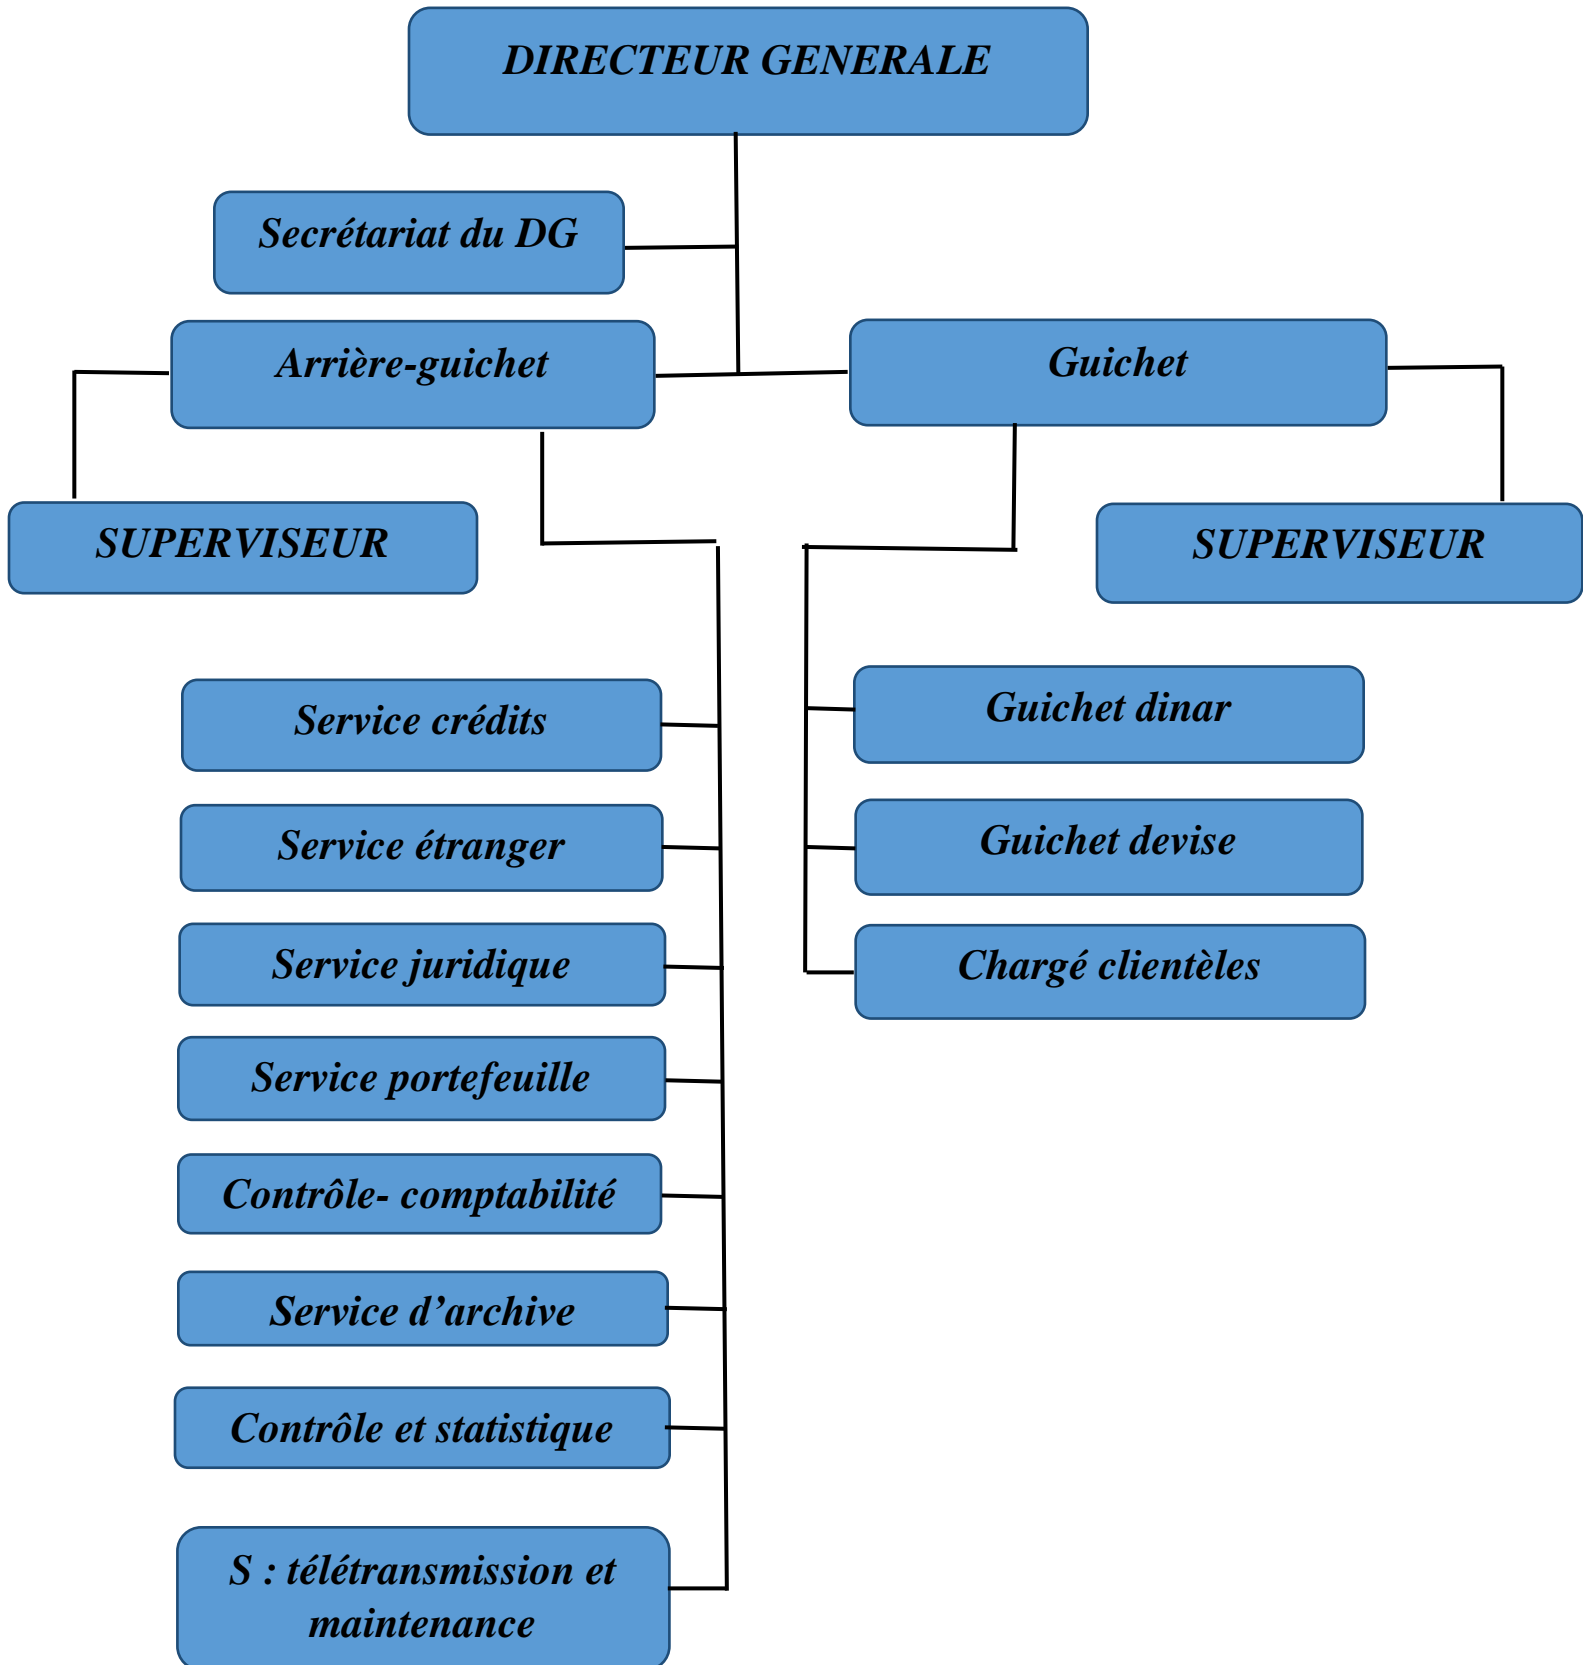 DIRECTEUR GENERALE
Secrétariat du DG
Arrière-guichet
Guichet
SUPERVISEUR
SUPERVISEUR
Service crédits
Guichet dinar
Service étranger
Guichet devise
Service juridique
Chargé clientèles
Service portefeuille
Contrôle- comptabilité
Service d’archive
Contrôle et statistique
S : télétransmission et
maintenance